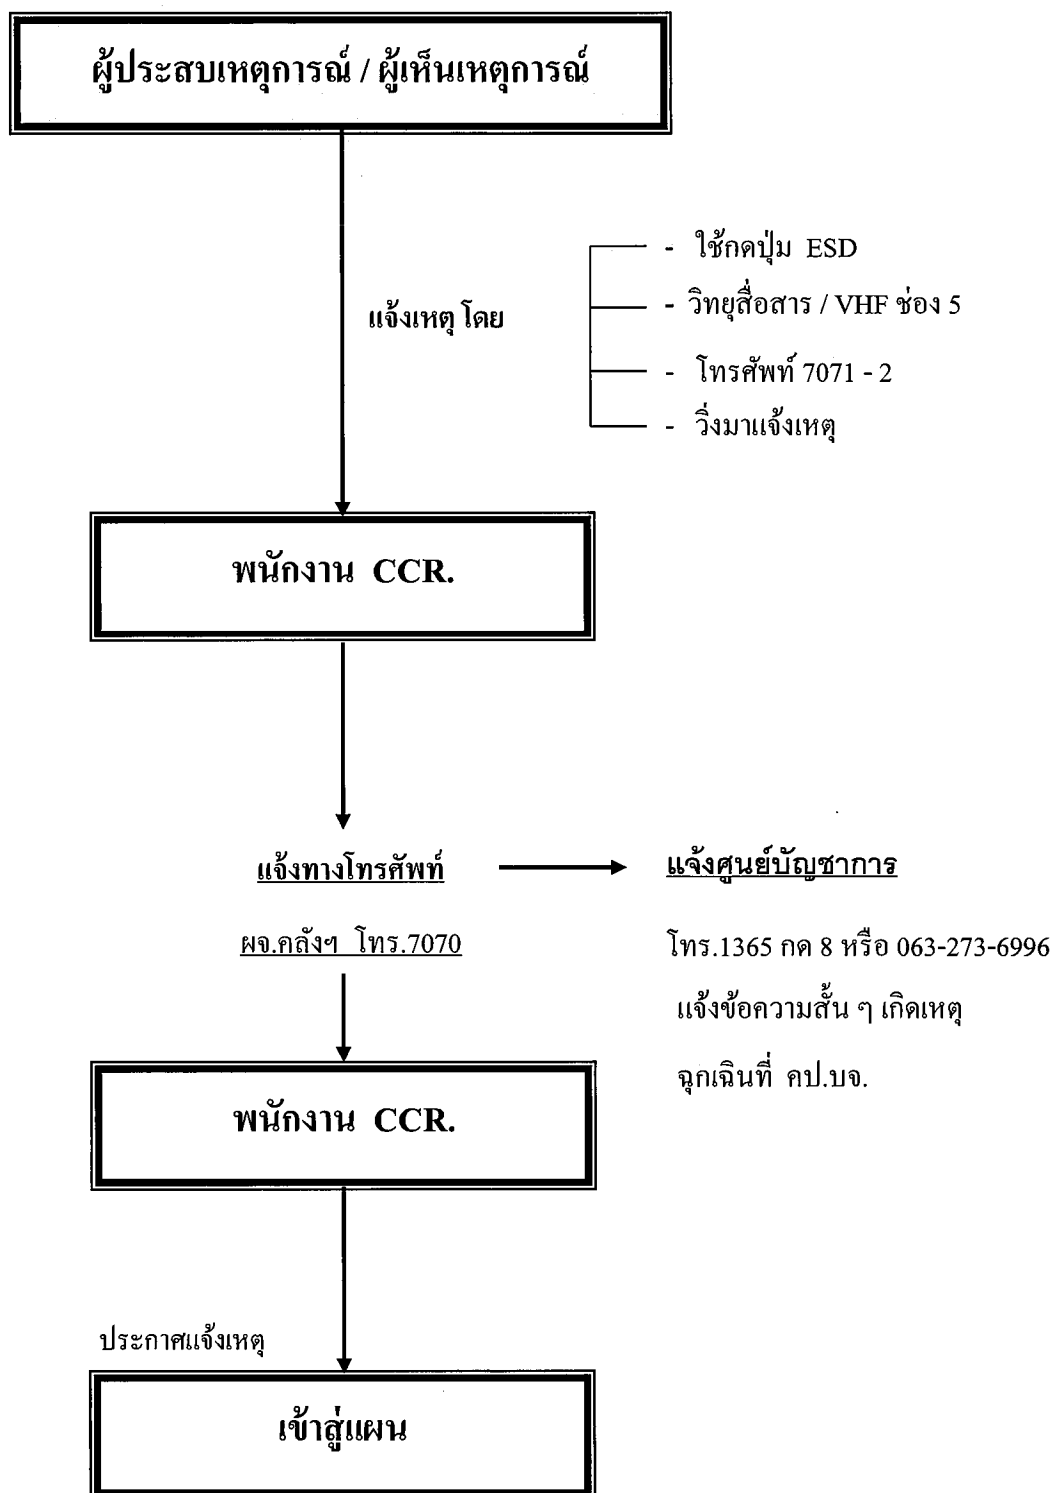 ผู้ประสบเหตุการณ์ / ผู้เห็นเหตุการณ์
แจ้งเหตุ โดย
- ใช้กดปุ่ม ESD
- วิทยุสื่อสาร / VHF ช่อง 5
- โทรศัพท์ 7071 - 2
- วิ่งมาแจ้งเหตุ
พนักงาน CCR.
แจ้งทางโทรศัพท์
แจ้งศูนย์บัญชาการ
ผจ.คลังฯ โทร.7070
โทร.1365 กด 8 หรือ 063-273-6996
แจ้งข้อความสั้น ๆ เกิดเหตุ
ฉุกเฉินที่ คป.บจ.
พนักงาน CCR.
ประกาศแจ้งเหตุ
เข้าสู่แผน